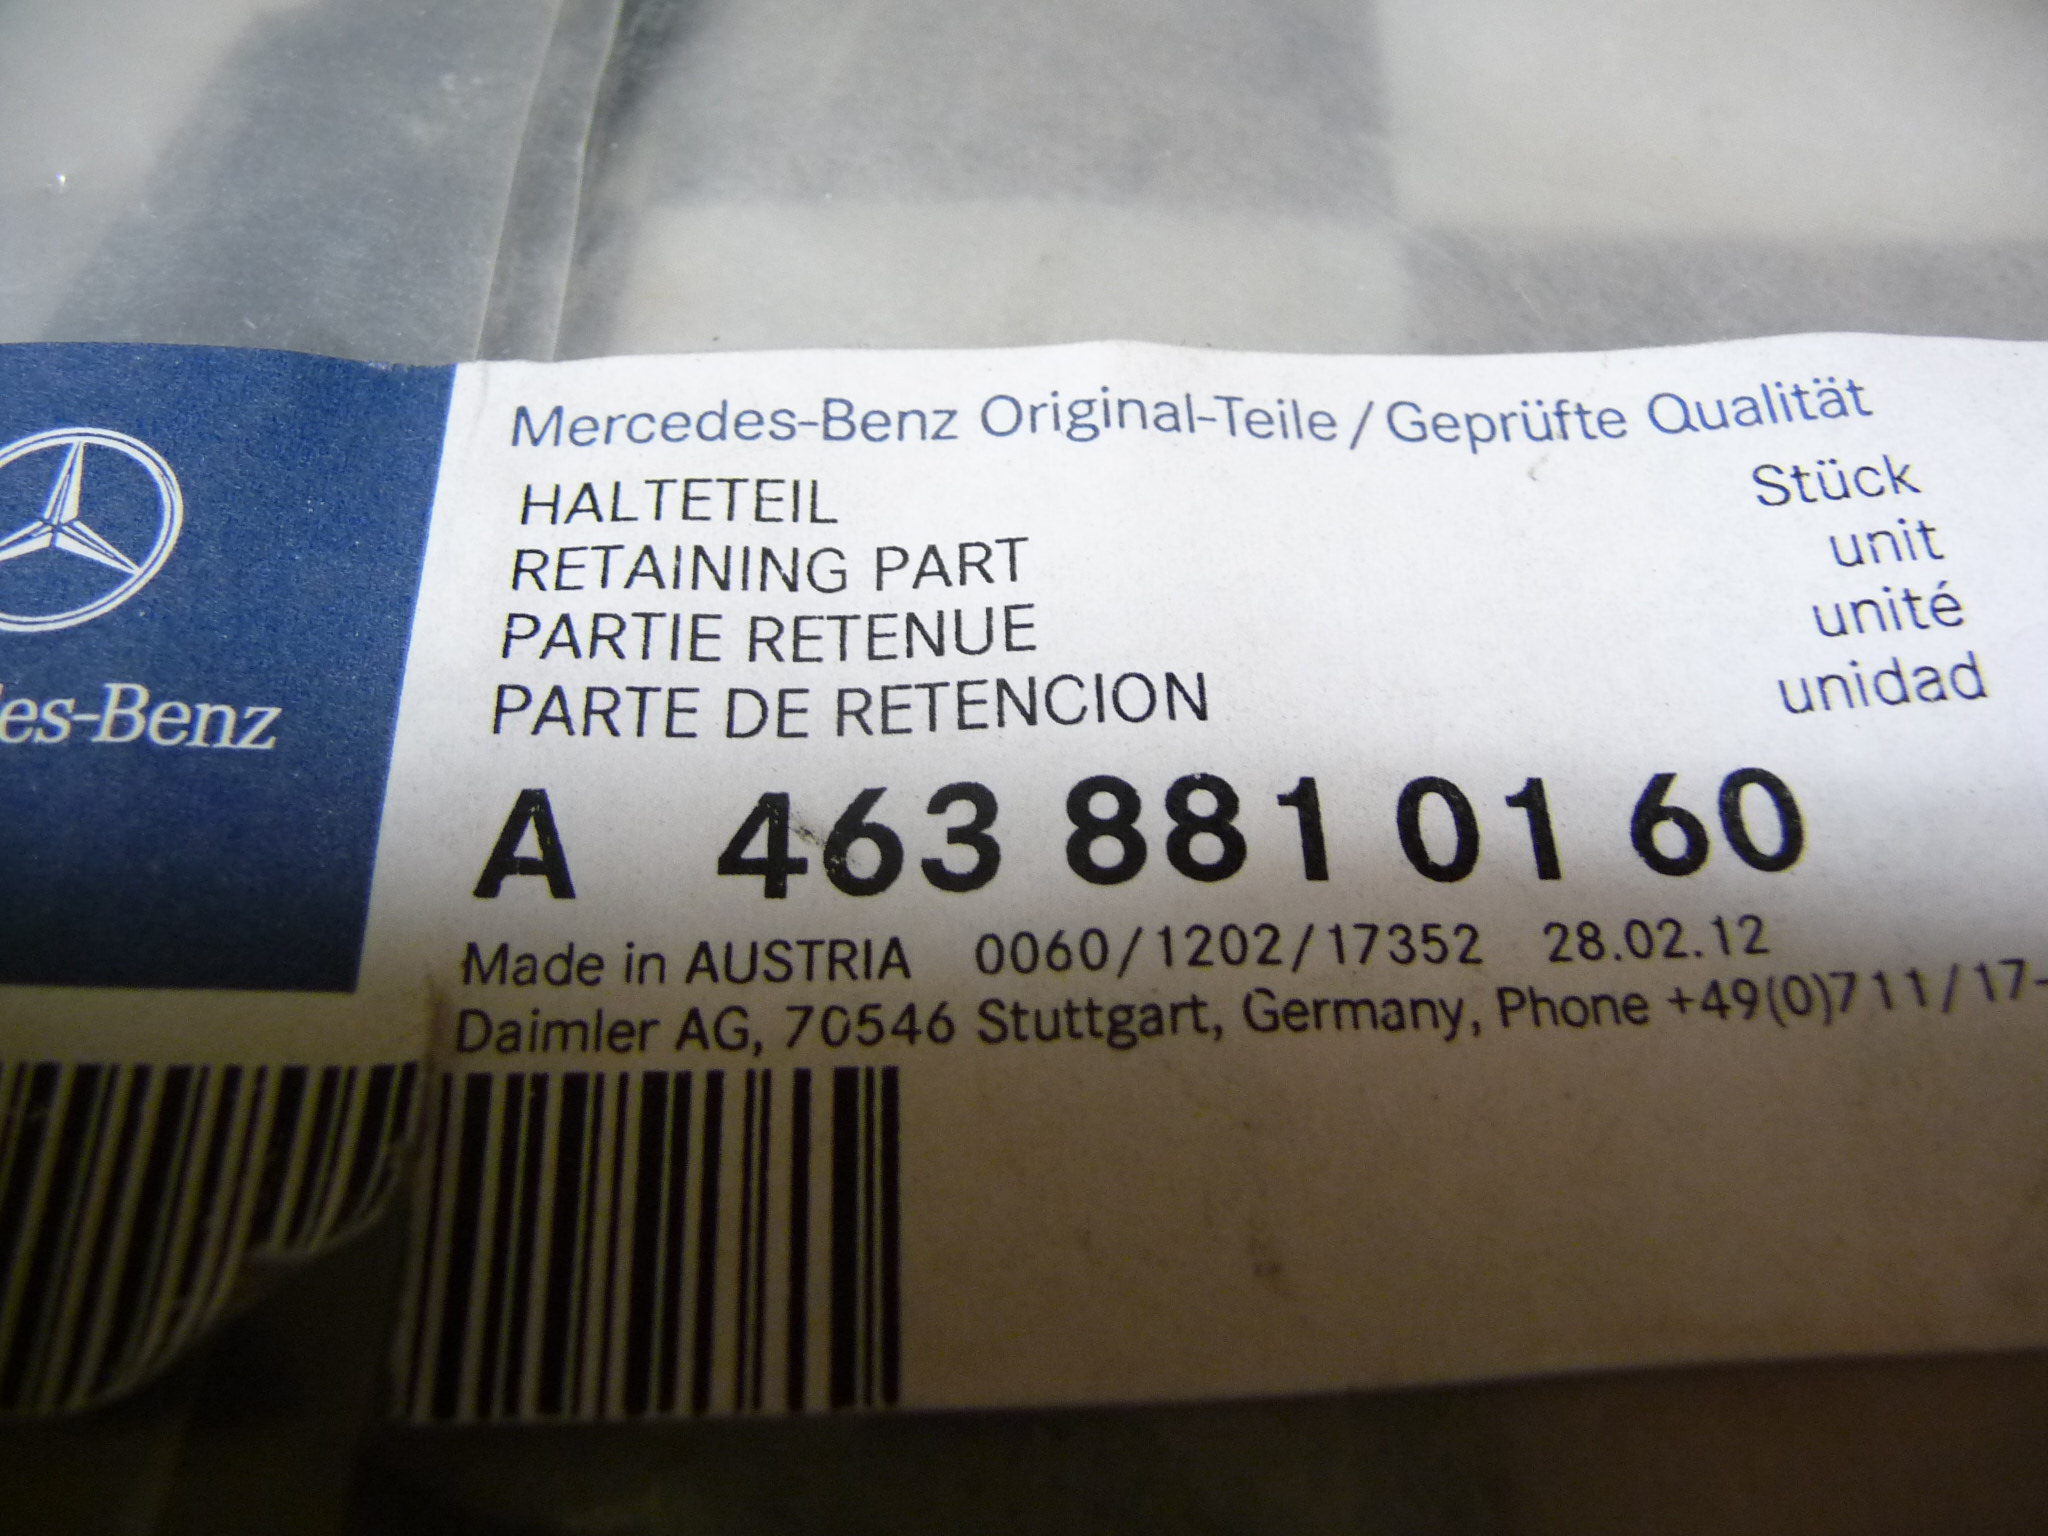 Mercedes-Benz Original-Teile / Geprüfte Qualität
HALTETEIL Stück
RETAINING PART unit
PARTIE RETENUE unité
PARTE DE RETENCION unidad
des-Benz
A 463 881 01 60
Made in AUSTRIA 0060/1202/17352 28.02.12
Daimler AG, 70546 Stuttgart, Germany, Phone +49(0)711/17-